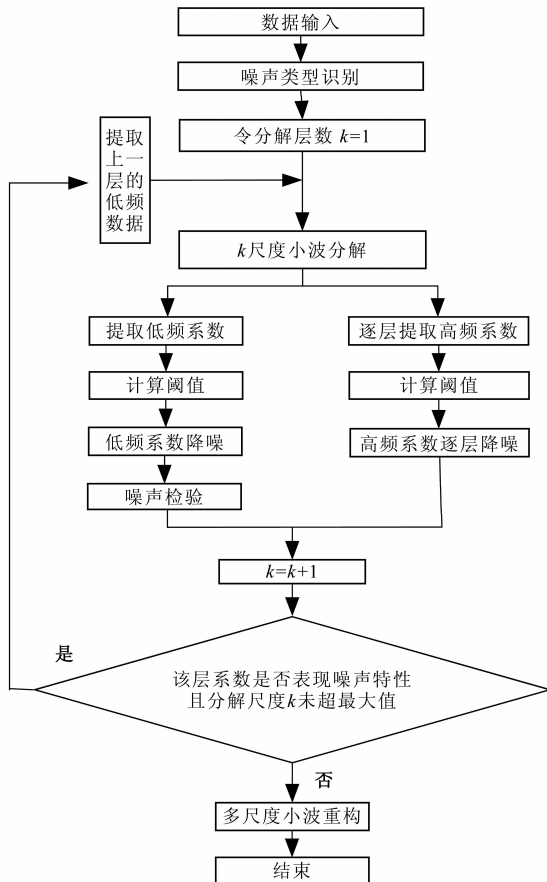 数据输入
噪声类型识别
令分解层数 k=1
提取
上一
层的
低频
数据
k尺度小波分解
提取低频系数
逐层提取高频系数
计算阈值
计算阈值
低频系数降噪
高频系数逐层降噪
噪声检验
k=k+1
是
该层系数是否表现噪声特性
且分解尺度k未超最大值
否
多尺度小波重构
结束